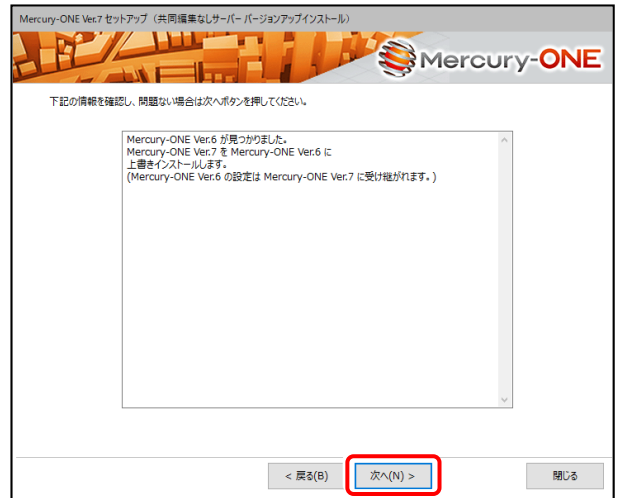 Mercury-ONE Ver.7 セットアップ（共同編集なしサーバー バージョンアップインストール）
Mercury-ONE
下記の情報を確認し、問題ない場合は次へボタンを押してください。
Mercury-ONE Ver.6 が見つかりました。
Mercury-ONE Ver.7 を Mercury-ONE Ver.6 に
上書きインストールします。
(Mercury-ONE Ver.6 の設定は Mercury-ONE Ver.7 に受け継がれます。)
< 戻る(B) 次へ(N) > 閉じる